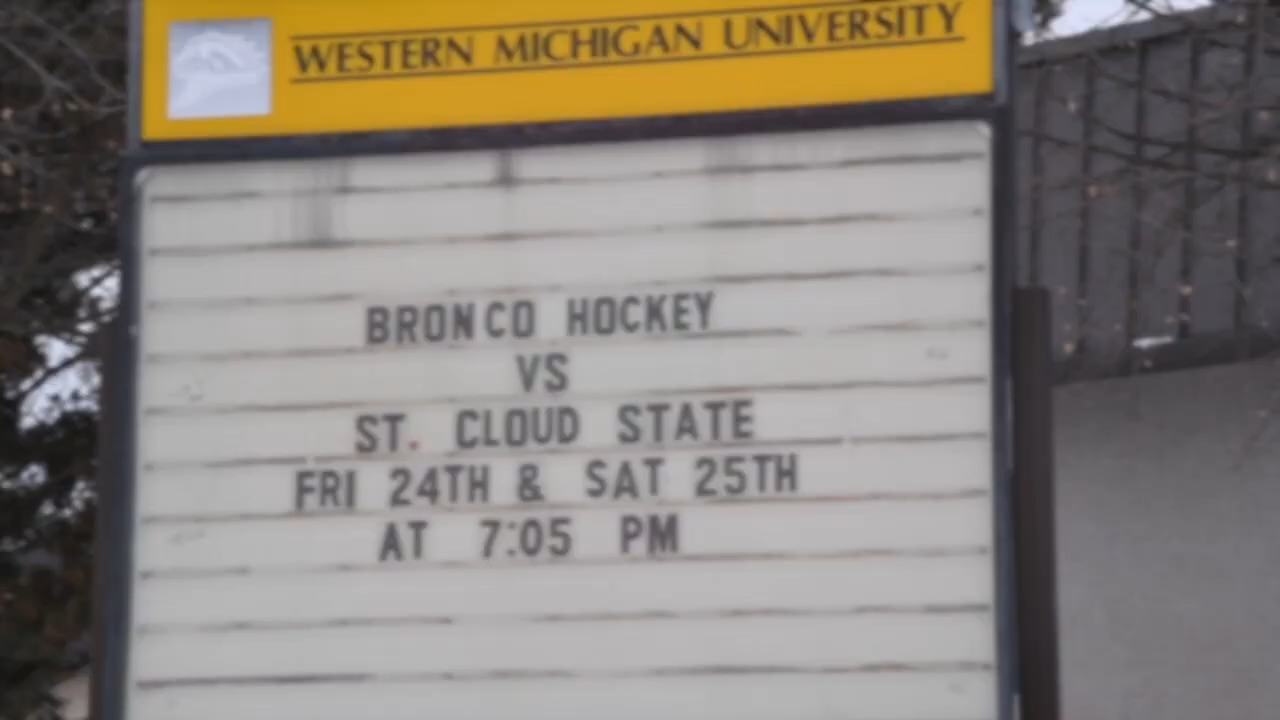 WESTERN MICHIGAN UNIVERSITY
BRONCO HOCKEY
VS
ST. CLOUD STATE
FRI 24TH & SAT 25TH
AT 7:05 PM